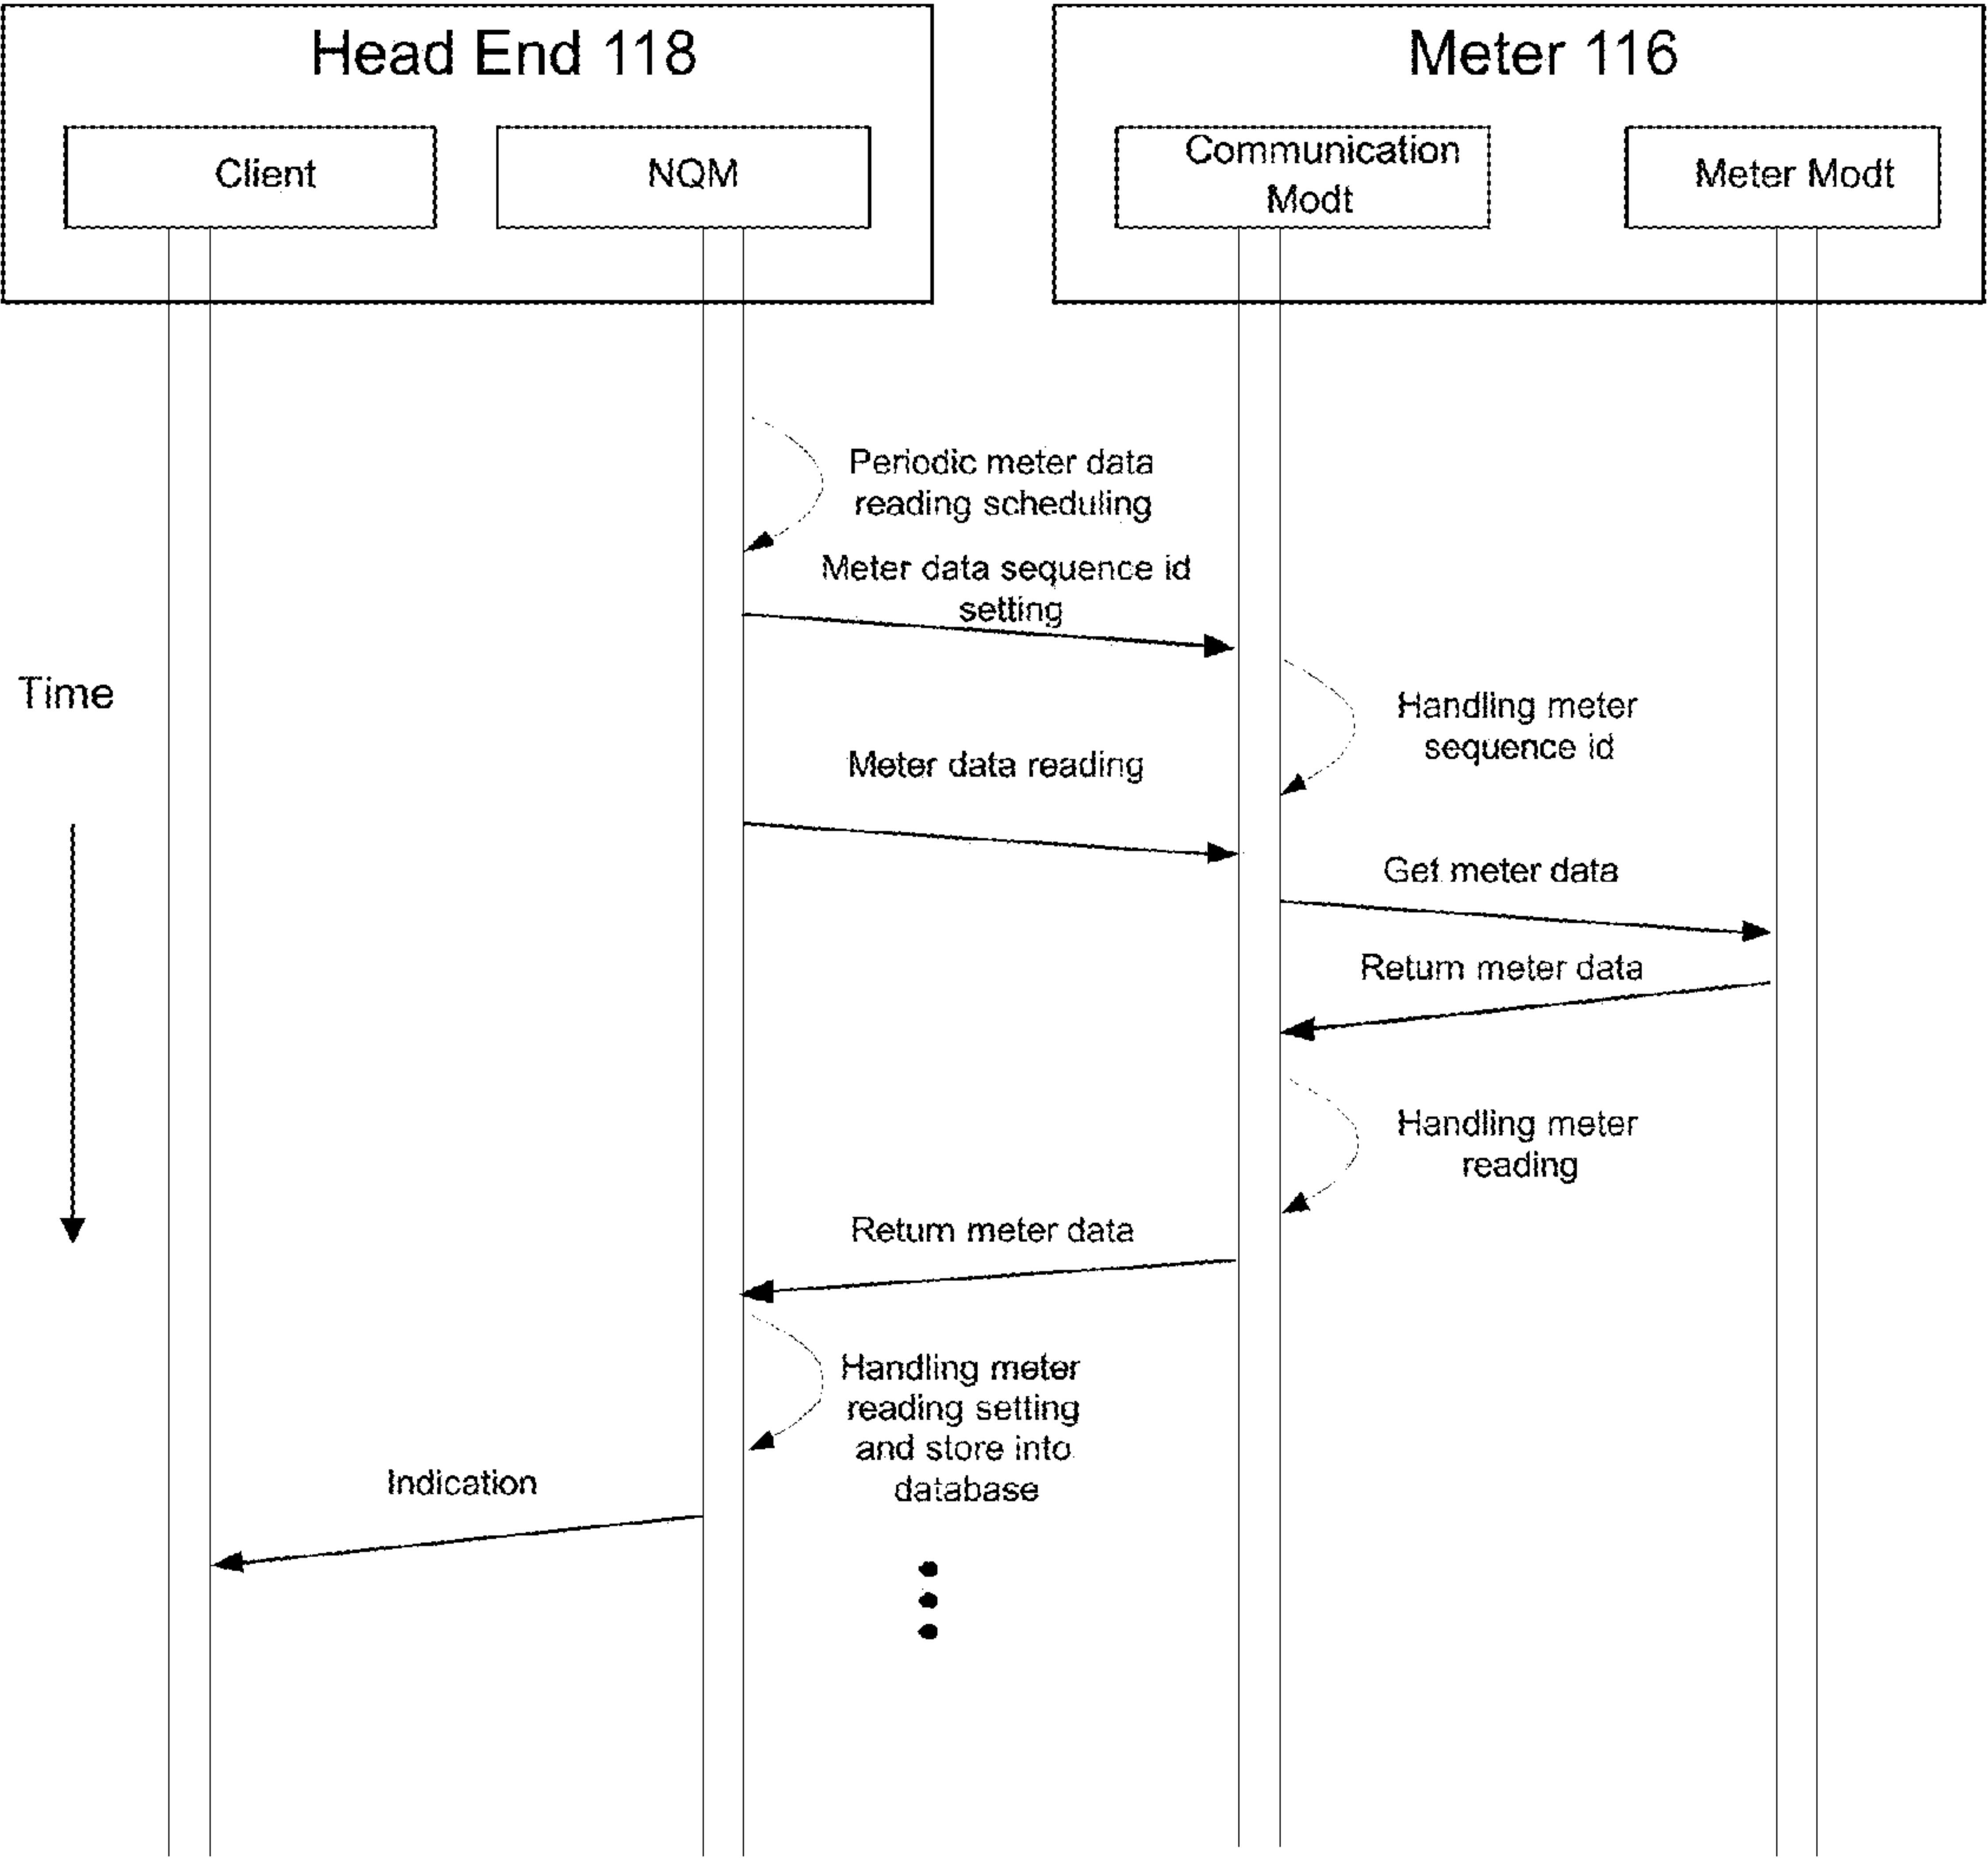 Head End 118
Meter 116
Client
NQM
Communication
Modt
Meter Modt
Periodic meter data
reading scheduling
Meter data sequence id
setting
Time
Handling meter
sequence id
Meter data reading
Get meter data
Return meter data
Handling meter
reading
Return meter data
Handling meter
reading setting
and store into
database
Indication